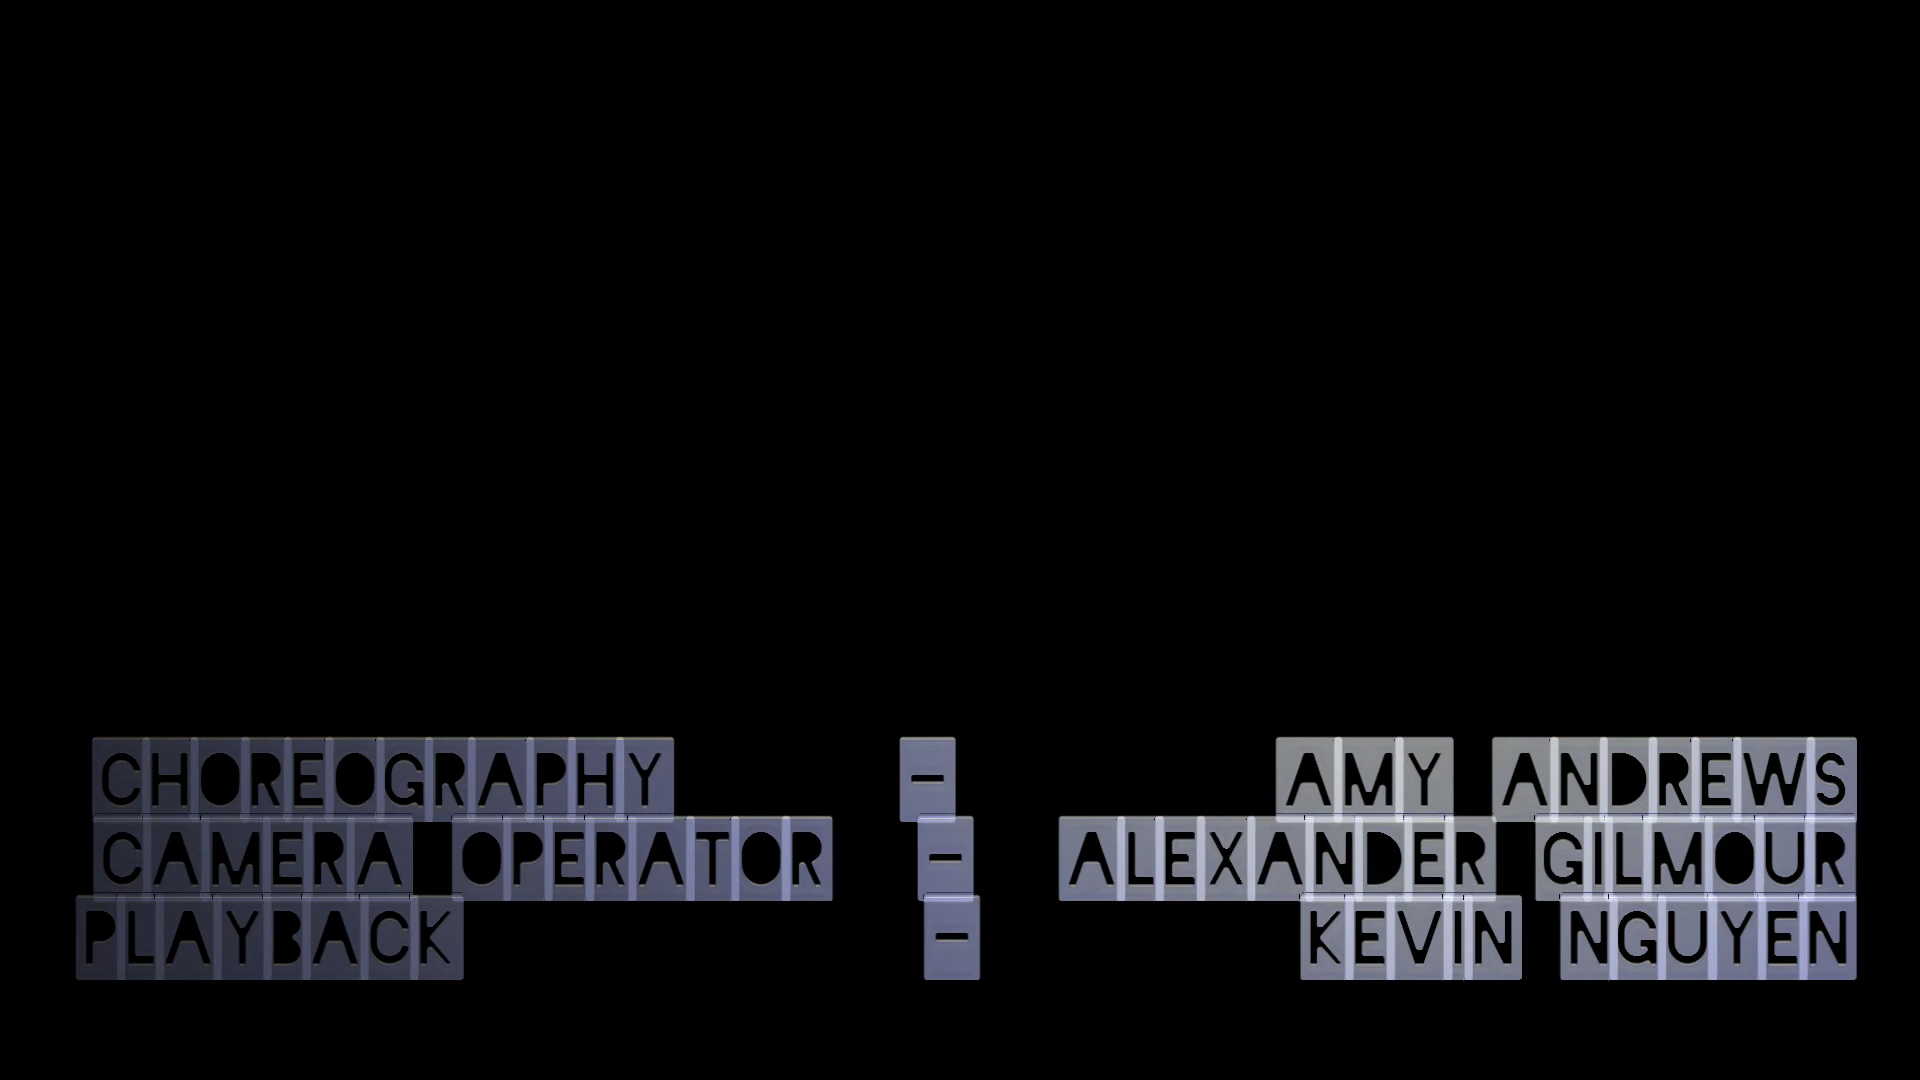 CHOREOGRAPHY - AMY ANDREWS
CAMERA OPERATOR - ALEXANDER GILMOUR
PLAYBACK - KEVIN NGUYEN